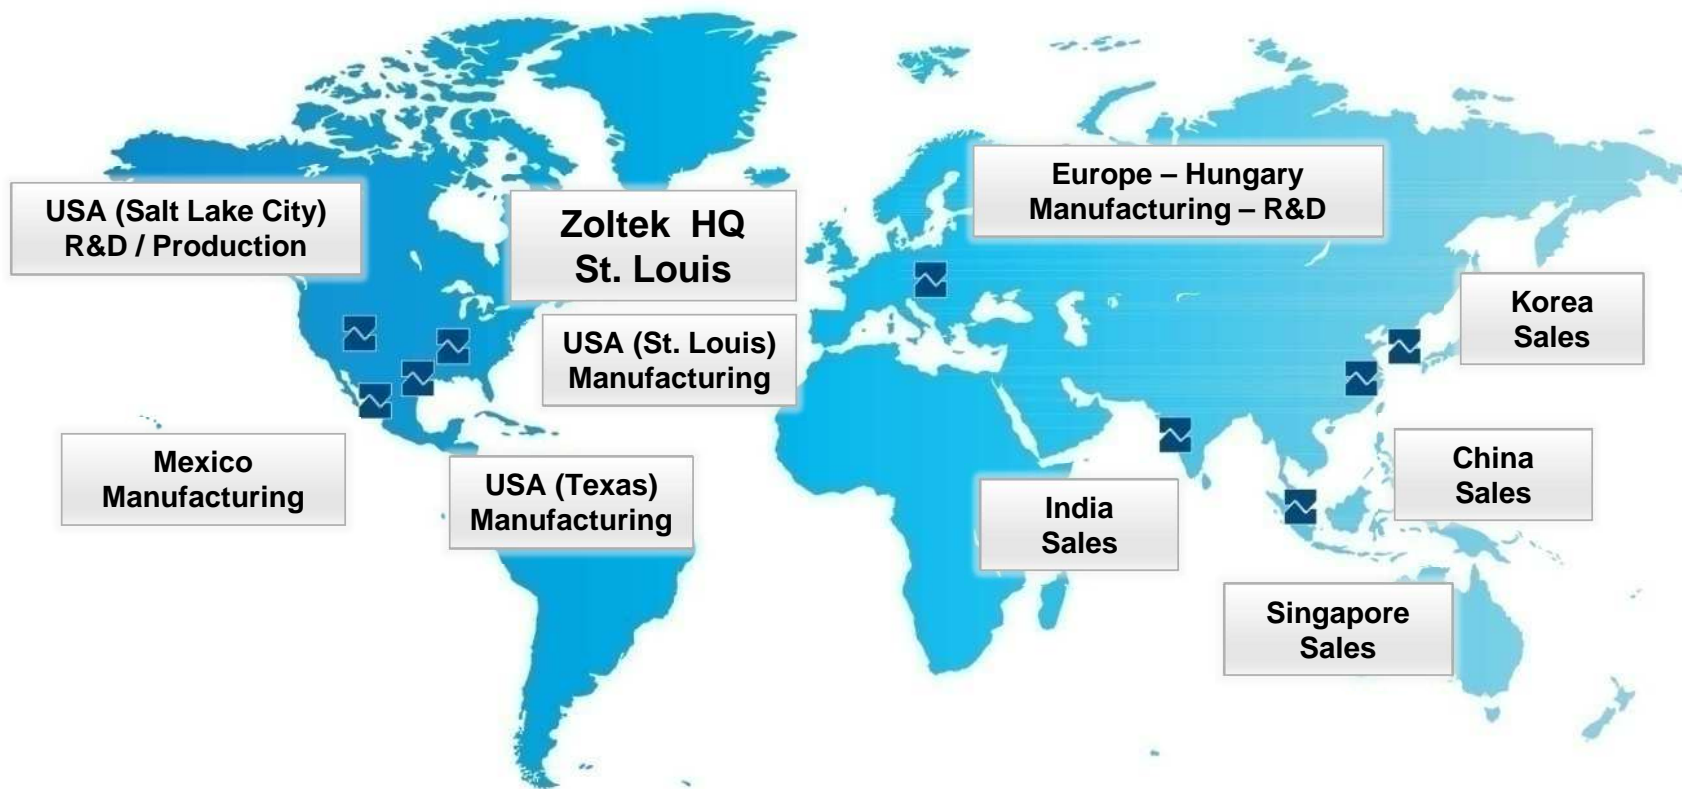 USA (Salt Lake City)
R&D / Production
Zoltek HQ
St. Louis
Europe – Hungary
Manufacturing – R&D
Korea
Sales
USA (St. Louis)
Manufacturing
Mexico
Manufacturing
USA (Texas)
Manufacturing
India
Sales
China
Sales
Singapore
Sales